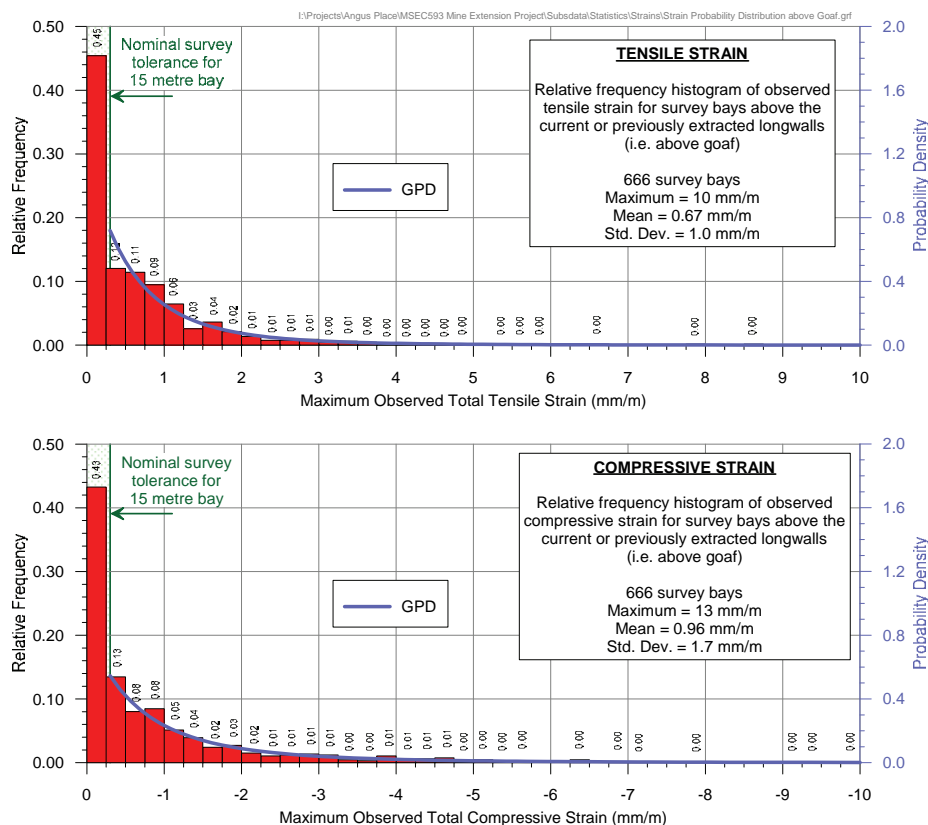 I:\Projects\Angus Place\MSEC593 Mine Extension Project\Subsdata\Statistics\Strains\Strain Probability Distribution above Goaf.grf
0.50
0.40
0.30
0.20
0.10
0.00
Relative Frequency
2.0
1.6
1.2
0.8
0.4
0.0
Probability Density
Nominal survey
tolerance for
15 metre bay
TENSILE STRAIN
Relative frequency histogram of observed
tensile strain for survey bays above the
current or previously extracted longwalls
(i.e. above goaf)
666 survey bays
Maximum = 10 mm/m
Mean = 0.67 mm/m
Std. Dev. = 1.0 mm/m
GPD
0.45 0.12 0.11 0.09 0.06 0.03 0.04 0.02 0.01 0.01 0.01 0.01 0.00 0.01 0.00 0.00 0.00 0.00 0.00 0.00 0.00 0.00 0.00 0.00 0.00 0.00
0 1 2 3 4 5 6 7 8 9 10
Maximum Observed Total Tensile Strain (mm/m)
0.50
0.40
0.30
0.20
0.10
0.00
Relative Frequency
2.0
1.6
1.2
0.8
0.4
0.0
Probability Density
Nominal survey
tolerance for
15 metre bay
COMPRESSIVE STRAIN
Relative frequency histogram of observed
compressive strain for survey bays above the
current or previously extracted longwalls
(i.e. above goaf)
666 survey bays
Maximum = 13 mm/m
Mean = 0.96 mm/m
Std. Dev. = 1.7 mm/m
GPD
0.43 0.13 0.08 0.08 0.05 0.04 0.02 0.03 0.02 0.01 0.01 0.01 0.01 0.00 0.00 0.01 0.01 0.00 0.01 0.00 0.00 0.00 0.00 0.00 0.00 0.00 0.00 0.00 0.00 0.00
0 -1 -2 -3 -4 -5 -6 -7 -8 -9 -10
Maximum Observed Total Compressive Strain (mm/m)